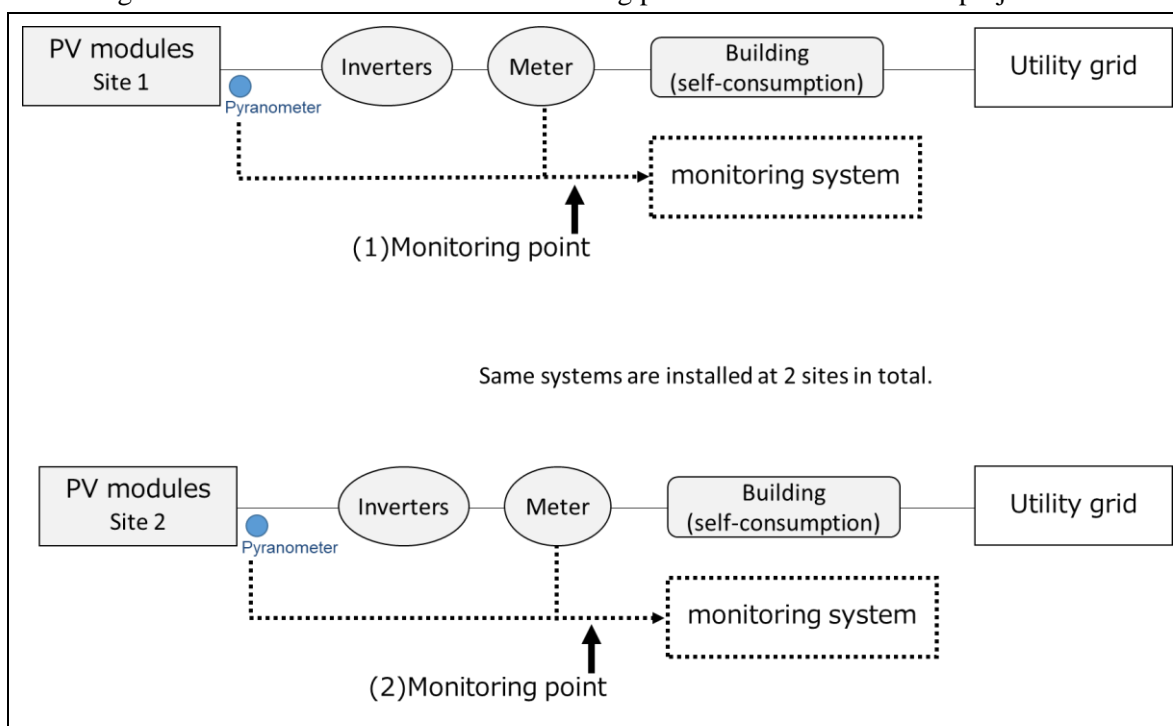 PV modules
Site 1
Inverters
Meter
Building
(self-consumption)
Utility grid
Pyranometer
monitoring system
(1)Monitoring point
Same systems are installed at 2 sites in total.
PV modules
Site 2
Inverters
Meter
Building
(self-consumption)
Utility grid
Pyranometer
monitoring system
(2)Monitoring point